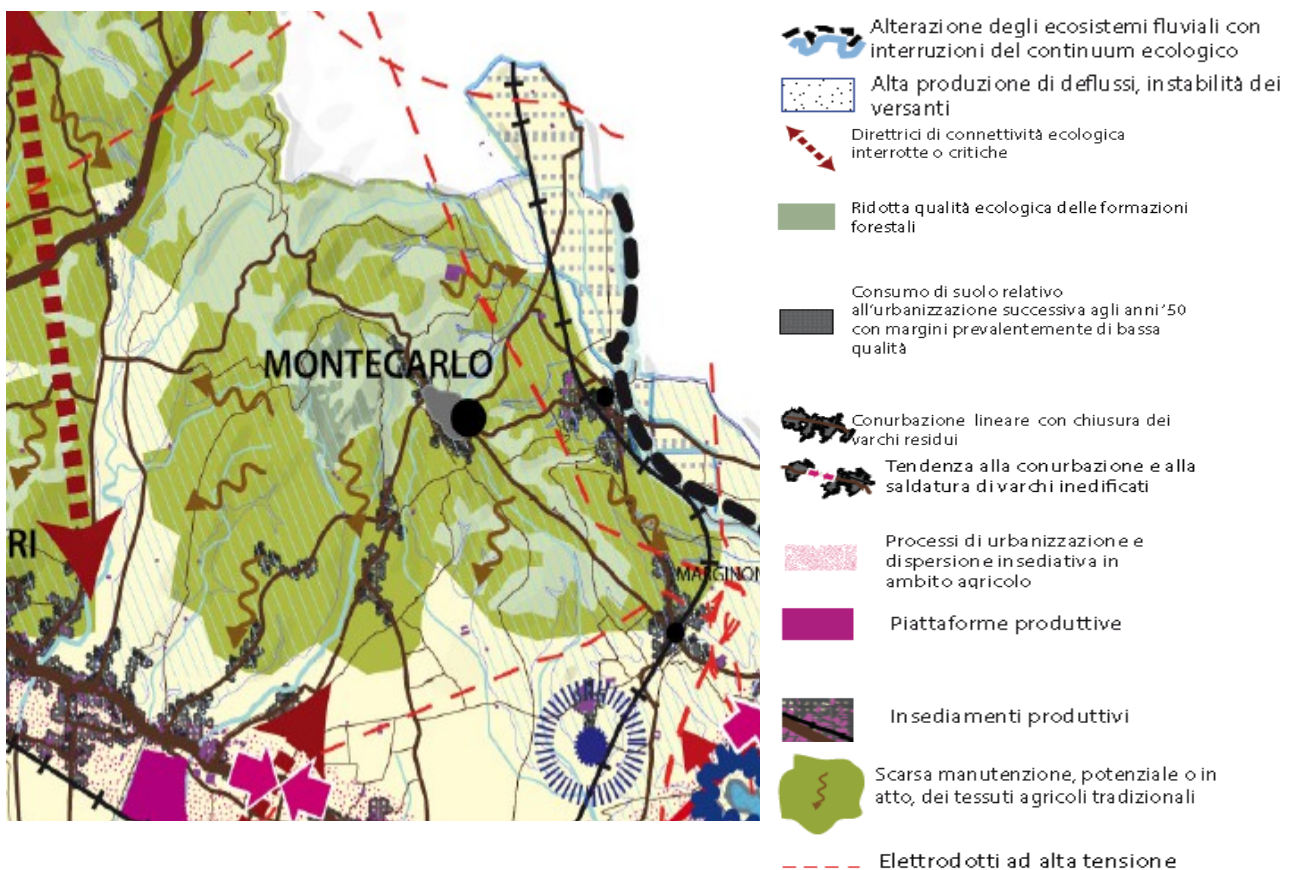 MONTECARLO
RI
MARGINON
Alterazione degli ecosistemi fluviali con
interruzioni del continuum ecologico
Alta produzione di deflussi, instabilità dei
versanti
Direttrici di connettività ecologica
interrotte o critiche
Ridotta qualità ecologica delle formazioni
forestali
Consumo di suolo relativo
all'urbanizzazione successiva agli anni'50
con margini prevalentemente di bassa
qualità
Conurbazione lineare con chiusura dei
varchi residui
Tendenza alla conurbazione e alla
saldatura di varchi inedificati
Processi di urbanizzazione e
dispersione insediativa in
ambito agricolo
Piattaforme produttive
Insediamenti produttivi
Scarsa manutenzione, potenziale o in
atto, dei tessuti agricoli tradizionali
Elettrodotti ad alta tensione